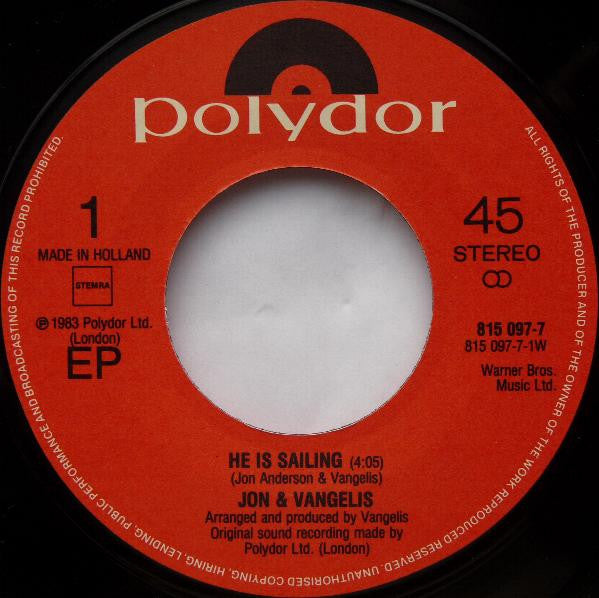 polydor
1
MADE IN HOLLAND
STEMRA
℗ 1983 Polydor Ltd.
(London)
EP
45
STEREO
815 097-7
815 097-7-1W
Warner Bros.
Music Ltd.
HE IS SAILING (4:05)
(Jon Anderson & Vangelis)
JON & VANGELIS
Arranged and produced by Vangelis
Original sound recording made by
Polydor Ltd. (London)
ALL RIGHTS OF THE PRODUCER AND OF THE OWNER OF THE WORK REPRODUCED RESERVED. UNAUTHORISED COPYING, HIRING, LENDING, PUBLIC PERFORMANCE AND BROADCASTING OF THIS RECORD PROHIBITED.